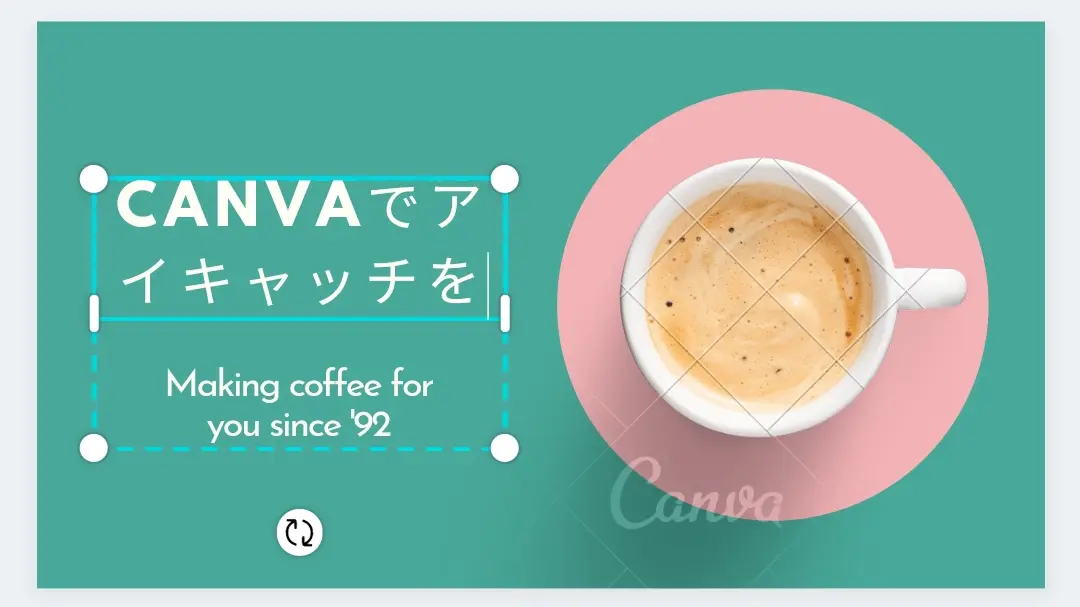 CANVAでア
イキャッチを
Making coffee for
you since '92
Canva